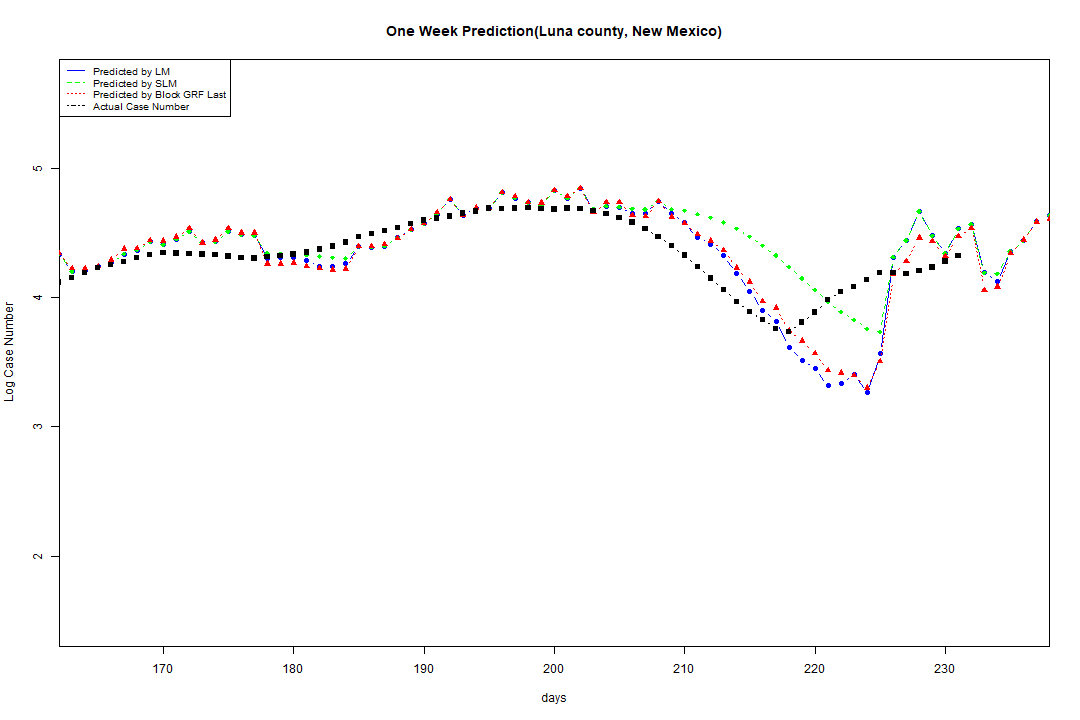 One Week Prediction(Luna county, New Mexico)
Predicted by LM
Predicted by SLM
Predicted by Block GRF Last
Actual Case Number
5
4
3
2
Log Case Number
170 180 190 200 210 220 230
days